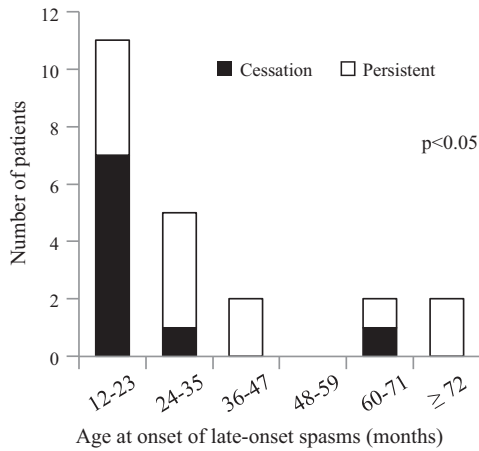 12
10
8
6
4
2
0
Number of patients
Cessation Persistent
p<0.05
12-23 24-35 36-47 48-59 60-71 ≥ 72
Age at onset of late-onset spasms (months)